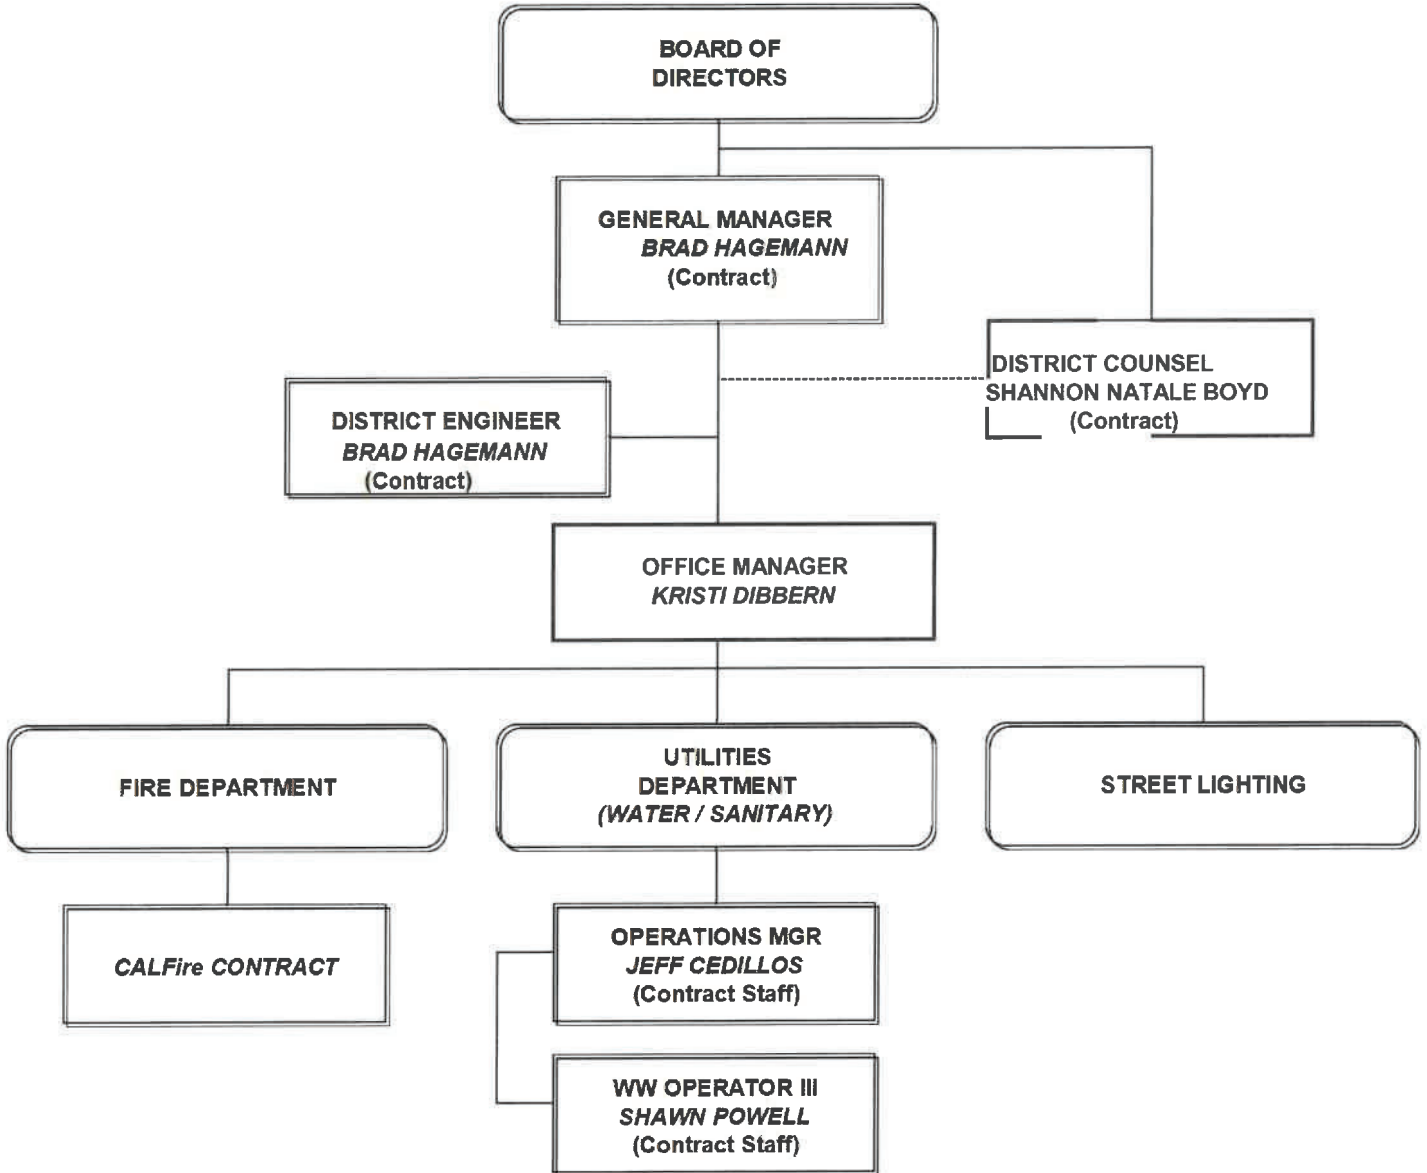 BOARD OF
DIRECTORS
GENERAL MANAGER
BRAD HAGEMANN
(Contract)
DISTRICT COUNSEL
SHANNON NATALE BOYD
(Contract)
DISTRICT ENGINEER
BRAD HAGEMANN
(Contract)
OFFICE MANAGER
KRISTI DIBBERN
FIRE DEPARTMENT
UTILITIES
DEPARTMENT
(WATER / SANITARY)
STREET LIGHTING
CALFire CONTRACT
OPERATIONS MGR
JEFF CEDILLOS
(Contract Staff)
WW OPERATOR III
SHAWN POWELL
(Contract Staff)